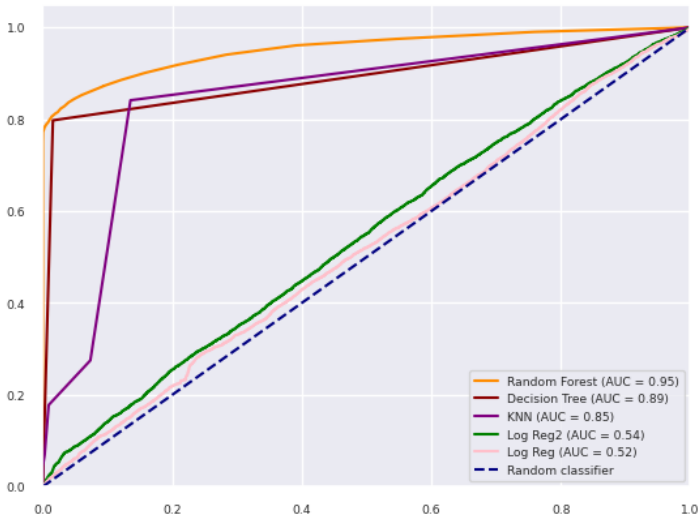 1.0
0.8
0.6
0.4
0.2
0.0
0.0 0.2 0.4 0.6 0.8 1.0
Random Forest (AUC = 0.95)
Decision Tree (AUC = 0.89)
KNN (AUC = 0.85)
Log Reg2 (AUC = 0.54)
Log Reg (AUC = 0.52)
Random classifier